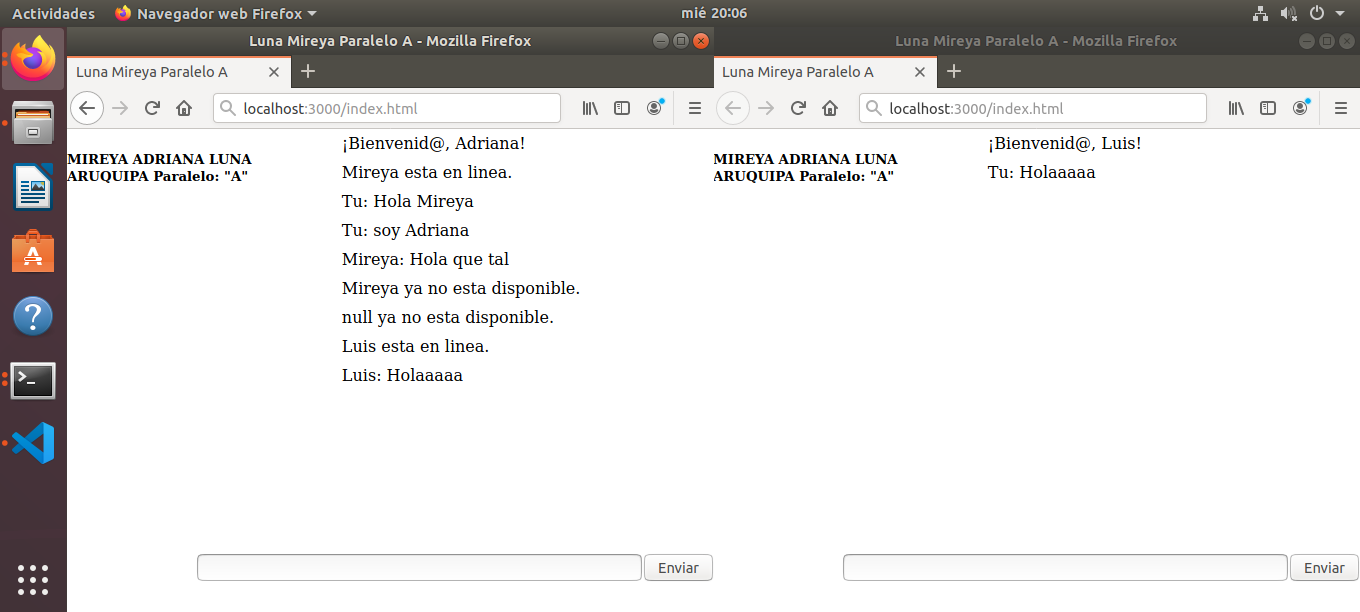 Actividades
Navegador web Firefox
mié 20:06
Luna Mireya Paralelo A - Mozilla Firefox
Luna Mireya Paralelo A
localhost:3000/index.html
MIREYA ADRIANA LUNA
ARUQUIPA Paralelo: "A"
¡Bienvenid@, Adriana!
Mireya esta en linea.
Tu: Hola Mireya
Tu: soy Adriana
Mireya: Hola que tal
Mireya ya no esta disponible.
null ya no esta disponible.
Luis esta en linea.
Luis: Holaaaaa
Enviar
Luna Mireya Paralelo A - Mozilla Firefox
Luna Mireya Paralelo A
localhost:3000/index.html
MIREYA ADRIANA LUNA
ARUQUIPA Paralelo: "A"
¡Bienvenid@, Luis!
Tu: Holaaaaa
Enviar